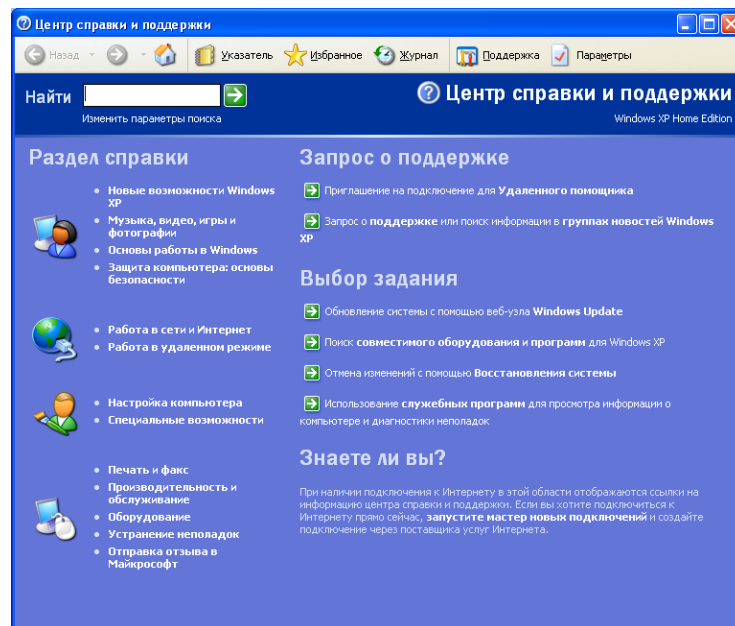 Центр справки и поддержки
Назад
Указатель
Избранное
Журнал
Поддержка
Параметры
Найти
Изменить параметры поиска
Центр справки и поддержки
Windows XP Home Edition
Раздел справки
Новые возможности Windows
XP
Музыка, видео, игры и
фотографии
Основы работы в Windows
Защита компьютера: основы
безопасности
Работа в сети и Интернет
Работа в удаленном режиме
Настройка компьютера
Специальные возможности
Печать и факс
Производительность и
обслуживание
Оборудование
Устранение неполадок
Отправка отзыва в
Майкрософт
Запрос о поддержке
Приглашение на подключение для Удаленного помощника
Запрос о поддержке или поиск информации в группах новостей Windows
XP
Выбор задания
Обновление системы с помощью веб-узла Windows Update
Поиск совместимого оборудования и программ для Windows XP
Отмена изменений с помощью Восстановления системы
Использование служебных программ для просмотра информации о
компьютере и диагностики неполадок
Знаете ли вы?
При наличии подключения к Интернету в этой области отображаются ссылки на
информацию центра справки и поддержки. Если вы хотите подключиться к
Интернету прямо сейчас, запустите мастер новых подключений и создайте
подключение через поставщика услуг Интернета.